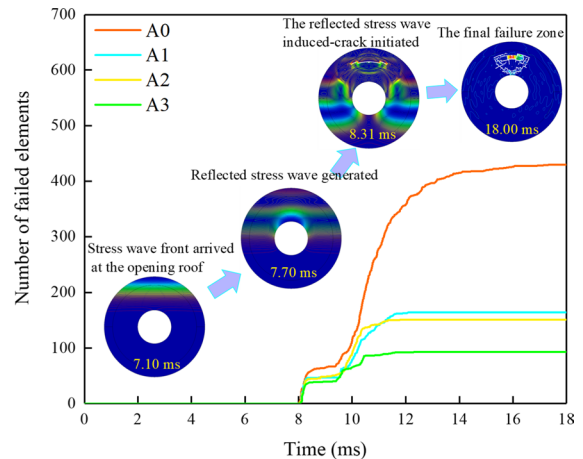 700
600
500
400
300
200
100
0
Number of failed elements
A0
A1
A2
A3
The reflected stress wave
induced-crack initiated
8.31 ms
The final failure zone
18.00 ms
Reflected stress wave generated
7.70 ms
Stress wave front arrived
at the opening roof
7.10 ms
0 2 4 6 8 10 12 14 16 18
Time (ms)